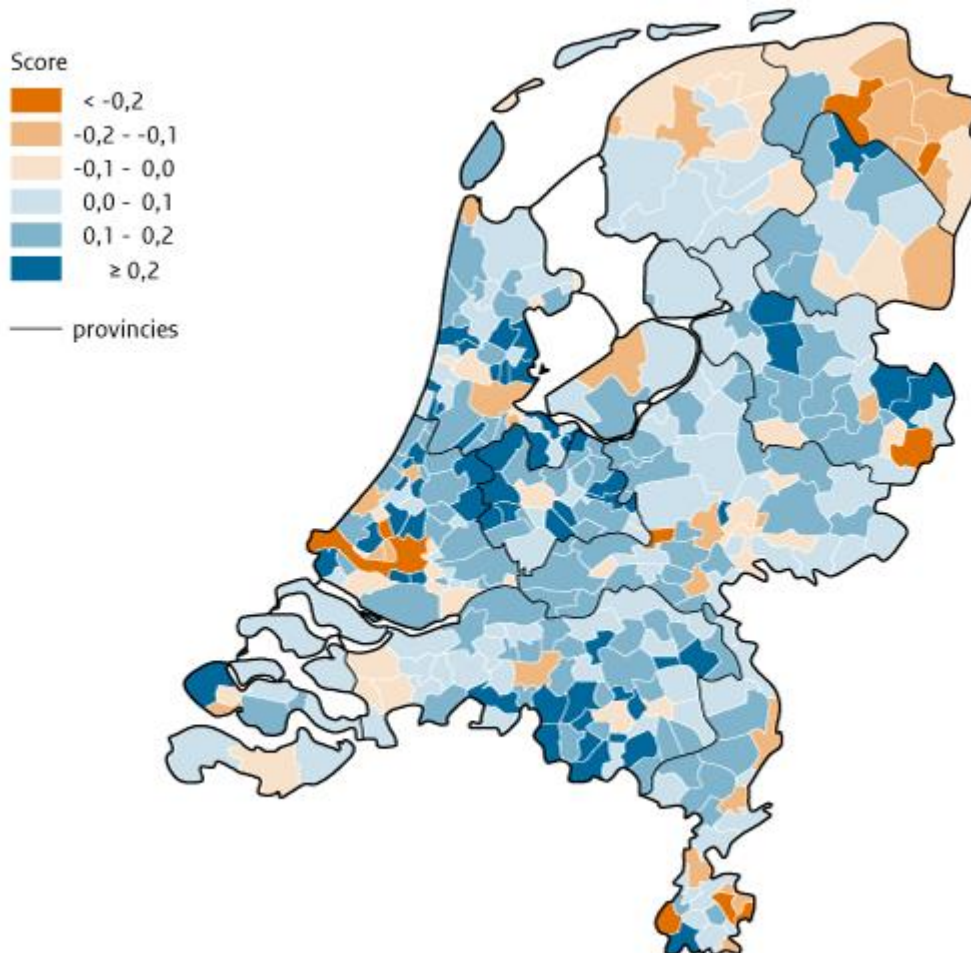 Score
< -0,2
-0,2 - -0,1
-0,1 - 0,0
0,0 - 0,1
0,1 - 0,2
≥ 0,2
provincies